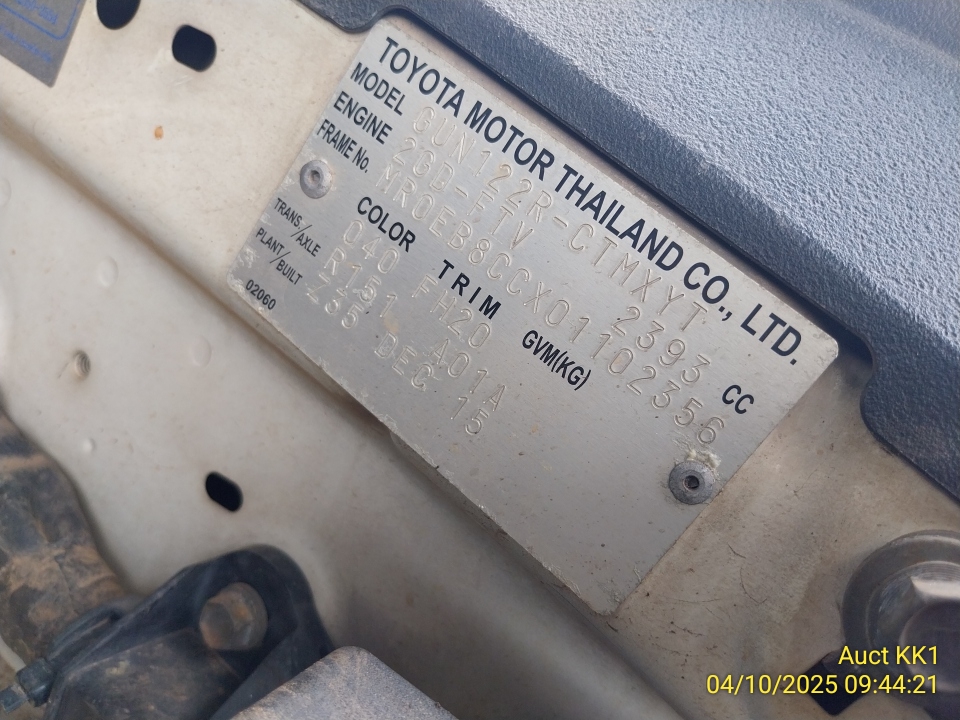 TOYOTA MOTOR THAILAND CO., LTD.
MODEL GUN122R-CTMXYT
ENGINE 2GD-FTV 2393 CC
FRAME No. MR0EB8CCX01102356
COLOR TRIM GVM(KG)
040 FH20
TRANS/AXLE R151 A01A
PLANT/BUILT Z35 DEC 15
02060
Auct KK1
04/10/2025 09:44:21